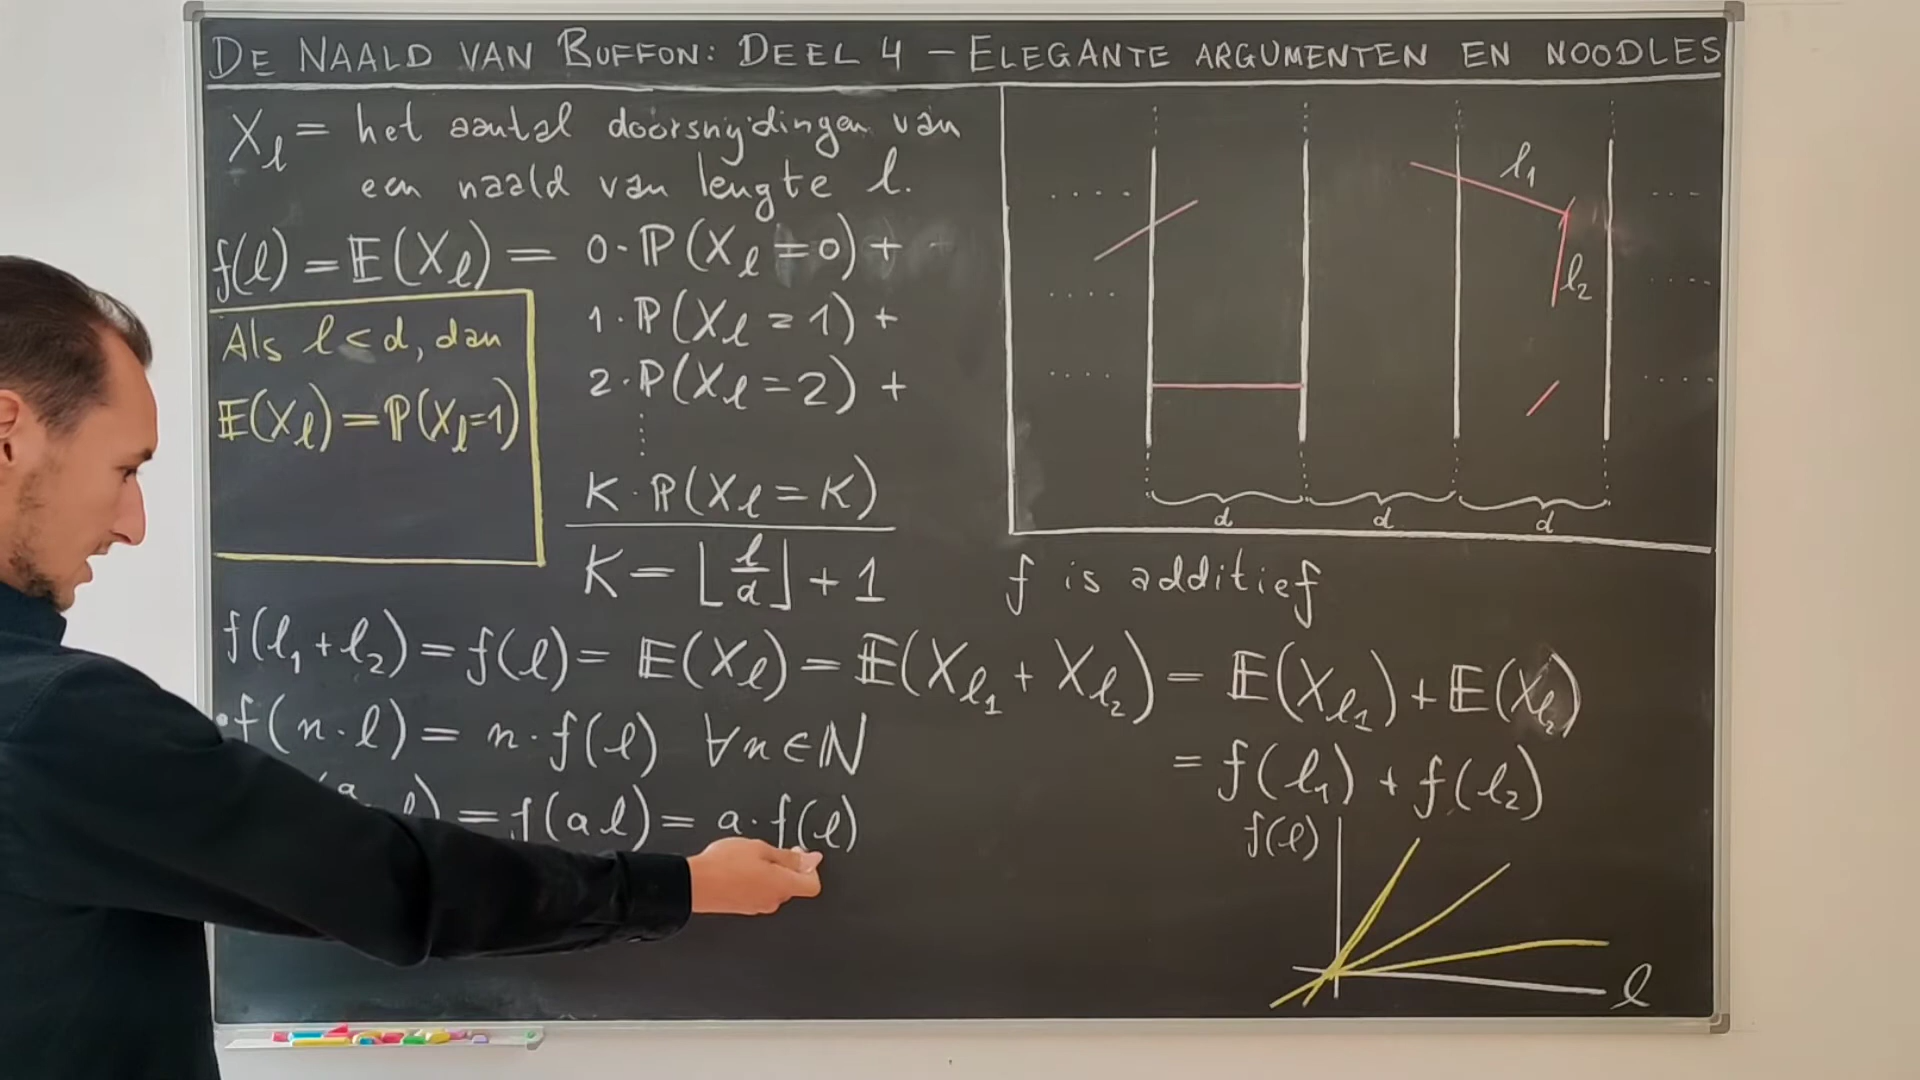 DE NAALD VAN BUFFON: DEEL 4 – ELEGANTE ARGUMENTEN EN NOODLES
X_l = het aantal doorsnijdingen van
een naald van lengte l.
f(l) = 𝔼(X_l) = 0·ℙ(X_l = 0) +
1·ℙ(X_l = 1) +
2·ℙ(X_l = 2) +
⋮
K·ℙ(X_l = K)
K = ⌊l/d⌋ + 1
Als l < d, dan
𝔼(X_l) = ℙ(X_l=1)
l₁
l₂
d d d
f is additief
f(l₁ + l₂) = f(l) = 𝔼(X_l) = 𝔼(X_l₁ + X_l₂) = 𝔼(X_l₁) + 𝔼(X_l₂)
= f(l₁) + f(l₂)
• f(n·l) = n·f(l) ∀n∈ℕ
= f(al) = a·f(l)
f(l)
l